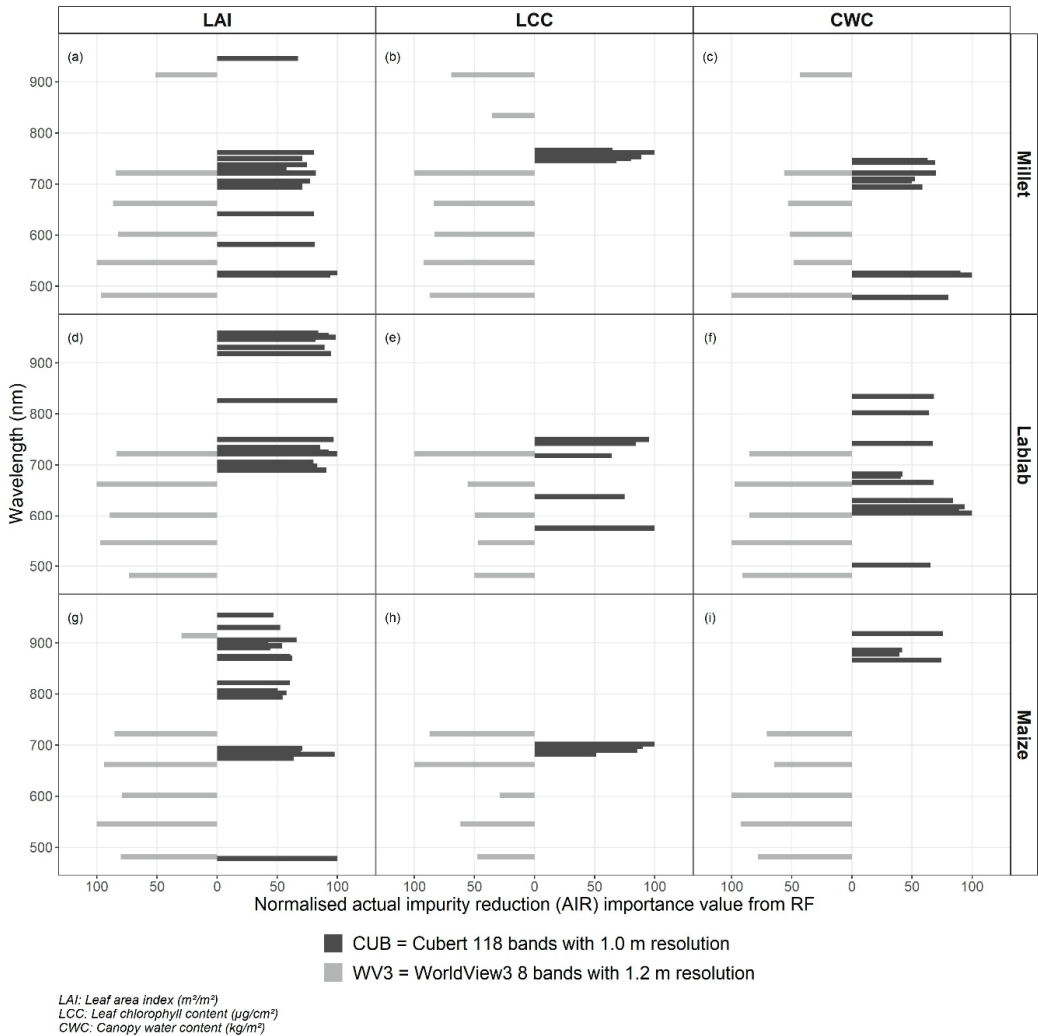 LAI LCC CWC
(a) (b) (c)
900
800
700
600
500
Millet
(d) (e) (f)
900
800
700
600
500
Lablab
(g) (h) (i)
900
800
700
600
500
Maize
Wavelength (nm)
100 50 0 50 100 100 50 0 50 100 100 50 0 50 100
Normalised actual impurity reduction (AIR) importance value from RF
CUB = Cubert 118 bands with 1.0 m resolution
WV3 = WorldView3 8 bands with 1.2 m resolution
LAI: Leaf area index (m²/m²)
LCC: Leaf chlorophyll content (µg/cm²)
CWC: Canopy water content (kg/m²)